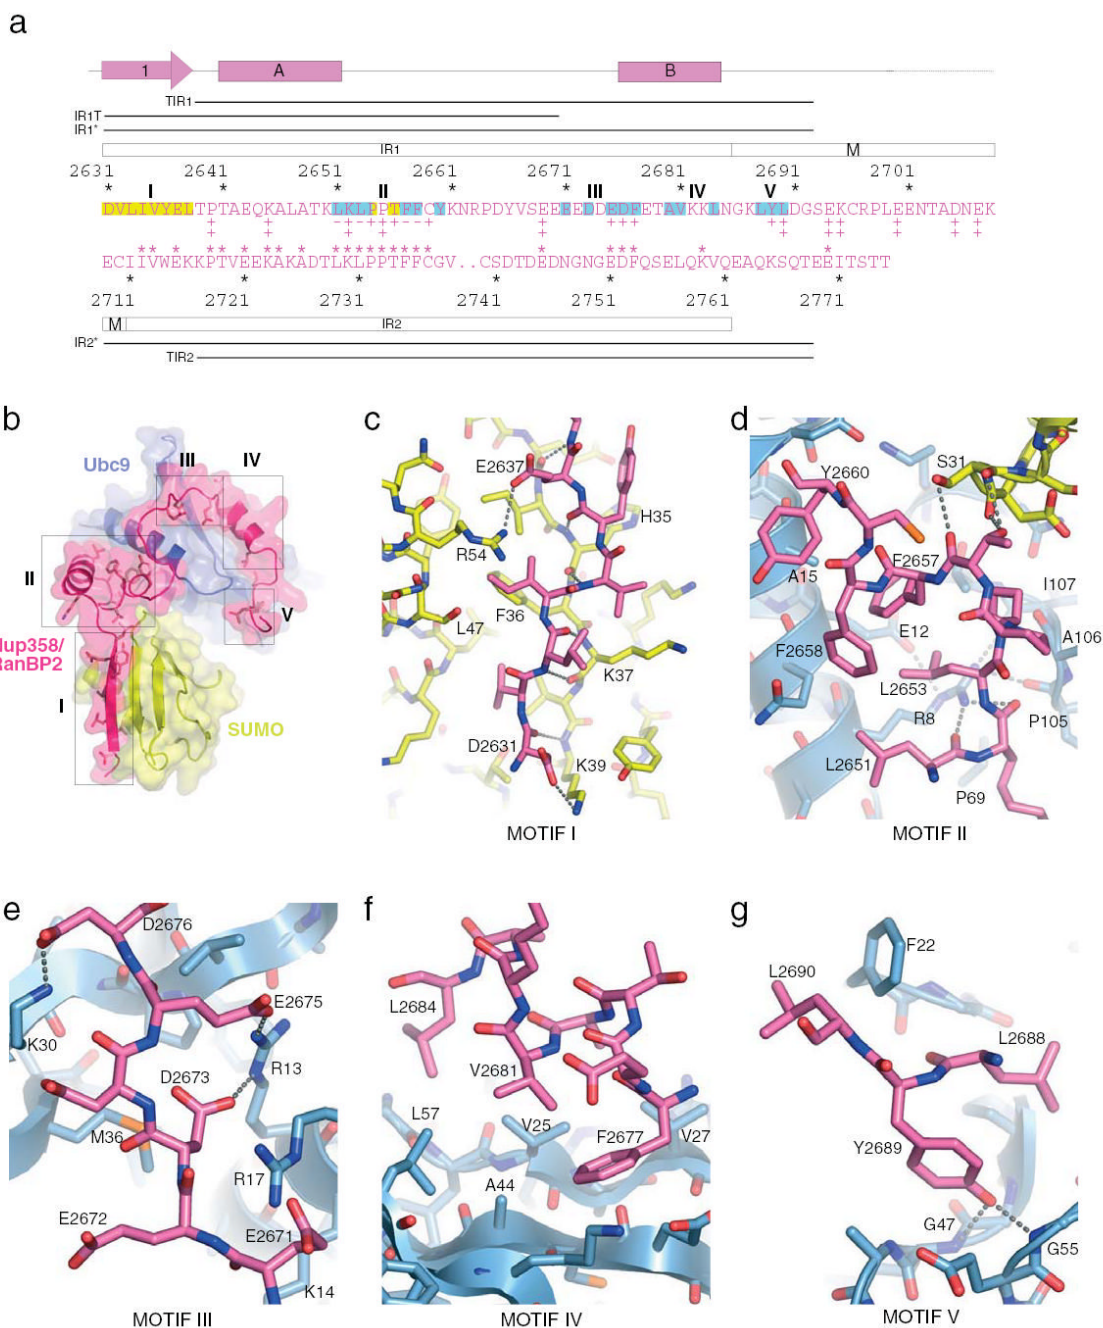 a
1 A B
TIR1
IR1T
IR1*
IR1 M
2631 2641 2651 2661 2671 2681 2691 2701
* I * * II * * III * IV V * *
DVLIVYELTPTAEQKALATKLKLPPTFFCYKNRPDYVSEEEEDDEDFETAVKKLNGKLYLDGSEKCRPLEENTADNEK
ECIIVWEKKPTVEEKAKADTLKLPPTFFCGV..CSDTDEDNGNGEDFQSELQKVQEAQKSQTEEITSTT
2711 2721 2731 2741 2751 2761 2771
M IR2
IR2*
TIR2
b
Ubc9
III IV
II
V
Nup358/
RanBP2
I
SUMO
c
E2637
H35
R54
F36
L47
K37
D2631
K39
MOTIF I
d
Y2660
S31
F2657
A15
I107
E12
A106
F2658
L2653
R8
P105
L2651
P69
MOTIF II
e
D2676
E2675
K30
R13
D2673
M36
R17
E2672
E2671
K14
MOTIF III
f
L2684
V2681
L57
V25
F2677
V27
A44
MOTIF IV
g
F22
L2690
L2688
Y2689
G47
G55
MOTIF V